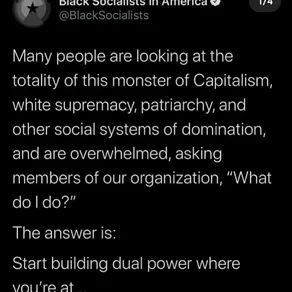 Black Socialists in America
1/4
@BlackSocialists
Many people are looking at the
totality of this monster of Capitalism,
white supremacy, patriarchy, and
other social systems of domination,
and are overwhelmed, asking
members of our organization, “What
do I do?”
The answer is:
Start building dual power where
you’re at